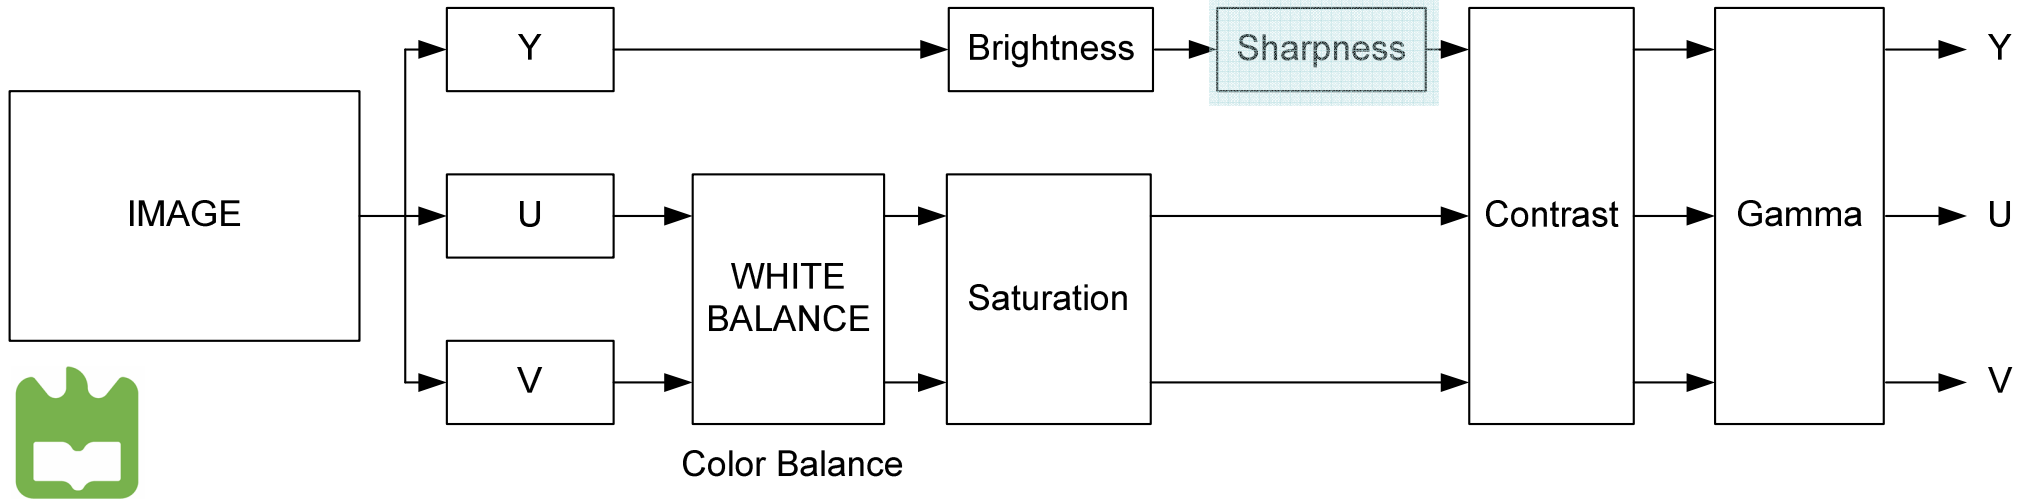 Y
Brightness
Sharpness
Y
IMAGE
U
Contrast
Gamma
U
WHITE
BALANCE
Saturation
V
V
Color Balance